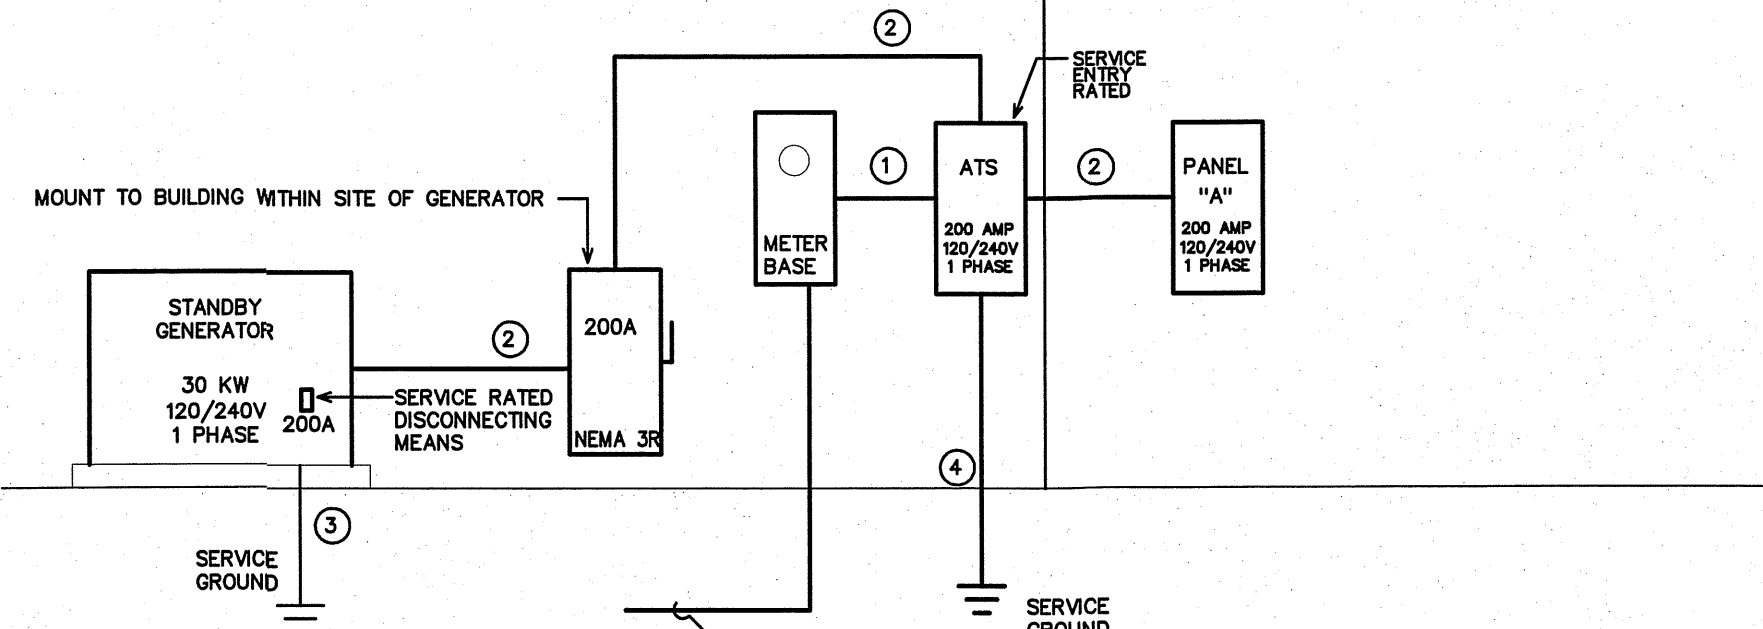 2
SERVICE
ENTRY
RATED
1
ATS
2
PANEL
"A"
MOUNT TO BUILDING WITHIN SITE OF GENERATOR
200 AMP
120/240V
1 PHASE
200 AMP
120/240V
1 PHASE
METER
BASE
STANDBY
GENERATOR
2
200A
30 KW
120/240V
1 PHASE
200A
SERVICE RATED
DISCONNECTING
MEANS
NEMA 3R
4
3
SERVICE
GROUND
SERVICE
GROUND